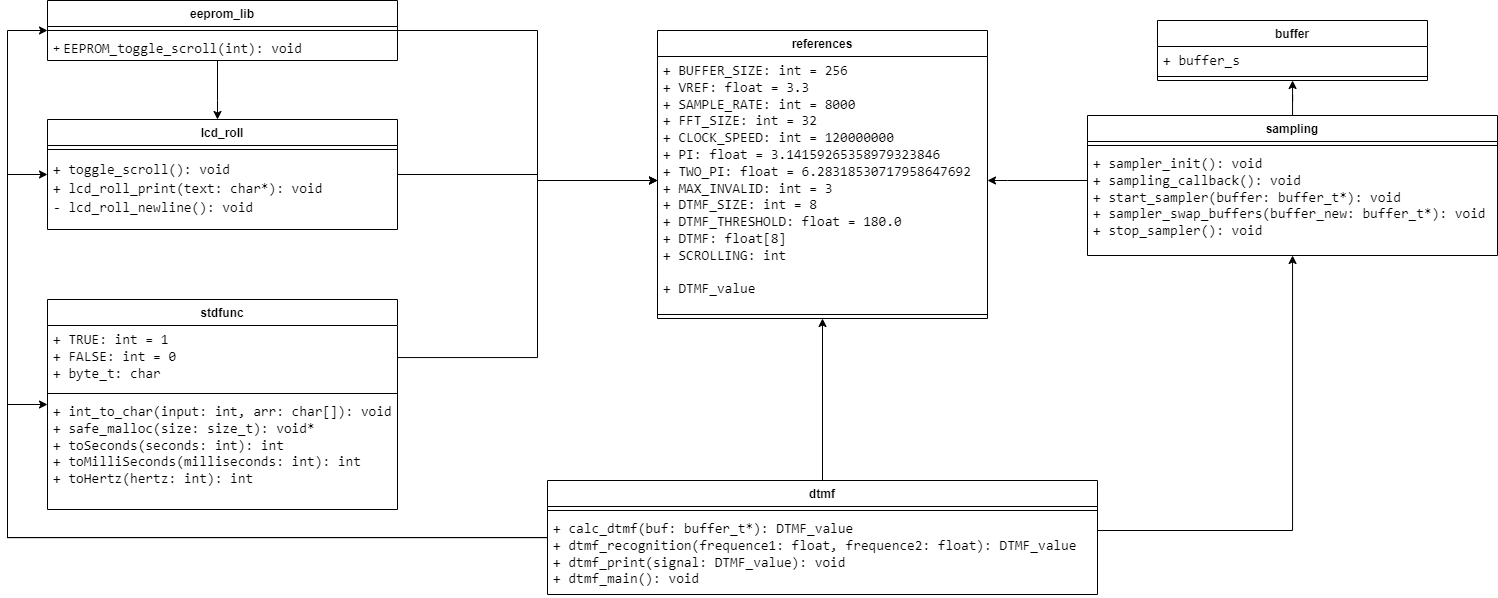 eeprom_lib
+ EEPROM_toggle_scroll(int): void
lcd_roll
+ toggle_scroll(): void
+ lcd_roll_print(text: char*): void
- lcd_roll_newline(): void
stdfunc
+ TRUE: int = 1
+ FALSE: int = 0
+ byte_t: char
+ int_to_char(input: int, arr: char[]): void
+ safe_malloc(size: size_t): void*
+ toSeconds(seconds: int): int
+ toMilliSeconds(milliseconds: int): int
+ toHertz(hertz: int): int
references
+ BUFFER_SIZE: int = 256
+ VREF: float = 3.3
+ SAMPLE_RATE: int = 8000
+ FFT_SIZE: int = 32
+ CLOCK_SPEED: int = 120000000
+ PI: float = 3.14159265358979323846
+ TWO_PI: float = 6.28318530717958647692
+ MAX_INVALID: int = 3
+ DTMF_SIZE: int = 8
+ DTMF_THRESHOLD: float = 180.0
+ DTMF: float[8]
+ SCROLLING: int
+ DTMF_value
buffer
+ buffer_s
sampling
+ sampler_init(): void
+ sampling_callback(): void
+ start_sampler(buffer: buffer_t*): void
+ sampler_swap_buffers(buffer_new: buffer_t*): void
+ stop_sampler(): void
dtmf
+ calc_dtmf(buf: buffer_t*): DTMF_value
+ dtmf_recognition(frequence1: float, frequence2: float): DTMF_value
+ dtmf_print(signal: DTMF_value): void
+ dtmf_main(): void